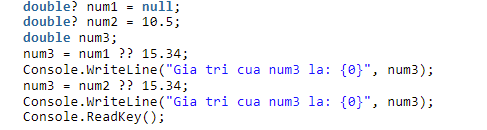 double? num1 = null;
double? num2 = 10.5;
double num3;
num3 = num1 ?? 15.34;
Console.WriteLine("Gia tri cua num3 la: {0}", num3);
num3 = num2 ?? 15.34;
Console.WriteLine("Gia tri cua num3 la: {0}", num3);
Console.ReadKey();